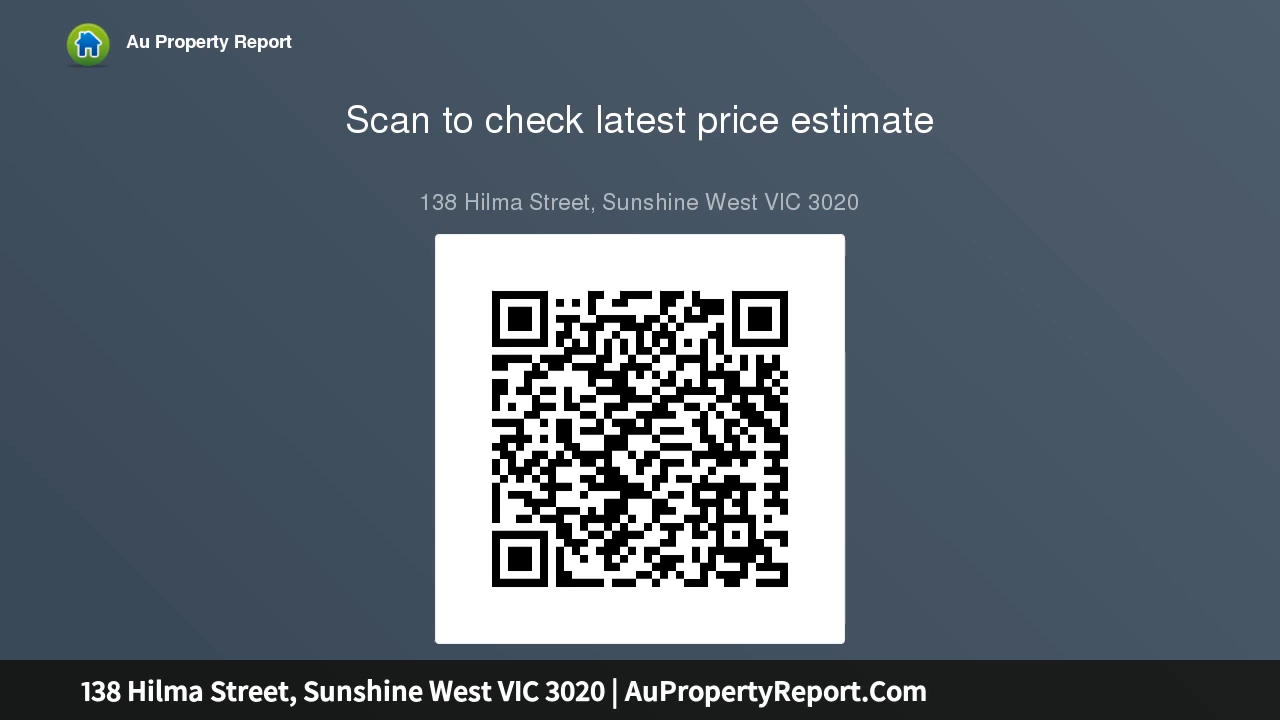 Au Property Report
Scan to check latest price estimate
138 Hilma Street, Sunshine West VIC 3020
138 Hilma Street, Sunshine West VIC 3020 | AuPropertyReport.Com